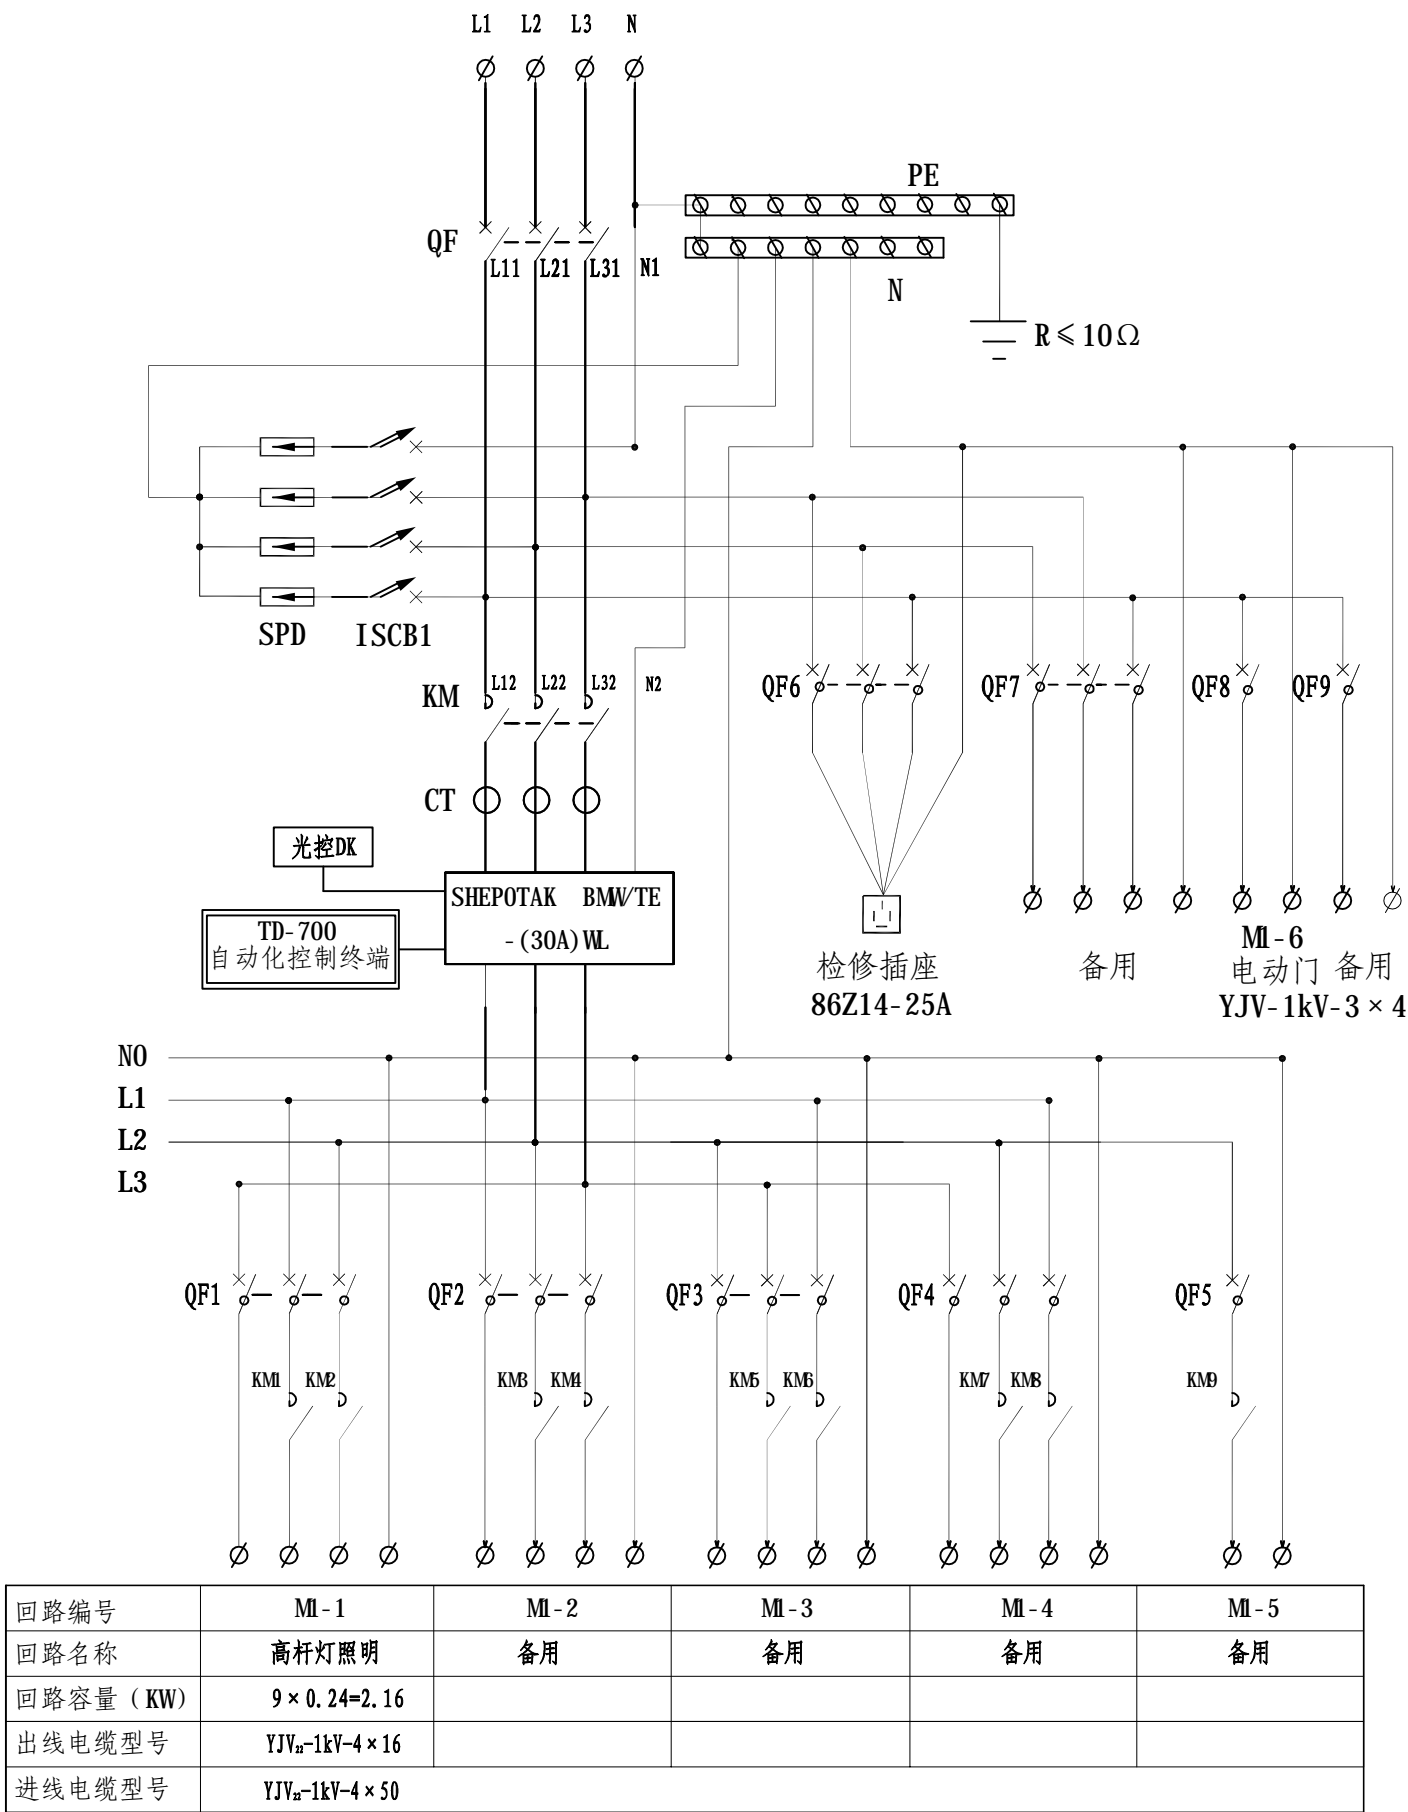 L1 L2 L3 N
PE
QF
L11 L21 L31 N1
N
R≤10Ω
SPD ISCB1
KM L12 L22 L32 N2
QF6 QF7 QF8 QF9
CT
光控DK
SHEPOTAK BMW/TE
-(30A)WL
TD-700
自动化控制终端
检修插座
86Z14-25A
备用
M1-6
电动门 备用
YJV-1kV-3×4
NO
L1
L2
L3
QF1 QF2 QF3 QF4 QF5
KM1 KM2 KM3 KM4 KM5 KM6 KM7 KM8 KM9
回路编号 M1-1 M1-2 M1-3 M1-4 M1-5
回路名称 高杆灯照明 备用 备用 备用 备用
回路容量（KW） 9×0.24=2.16
出线电缆型号 YJV₂₂-1kV-4×16
进线电缆型号 YJV₂₂-1kV-4×50